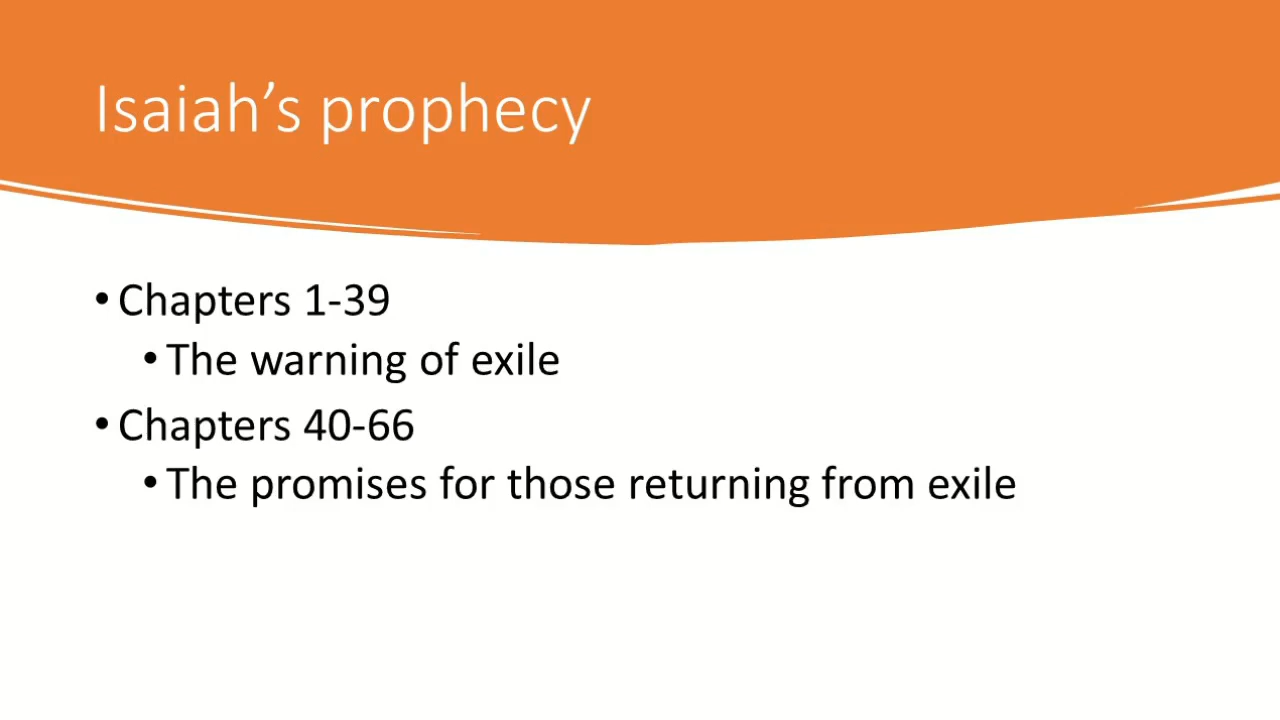 Isaiah’s prophecy
• Chapters 1-39
• The warning of exile
• Chapters 40-66
• The promises for those returning from exile